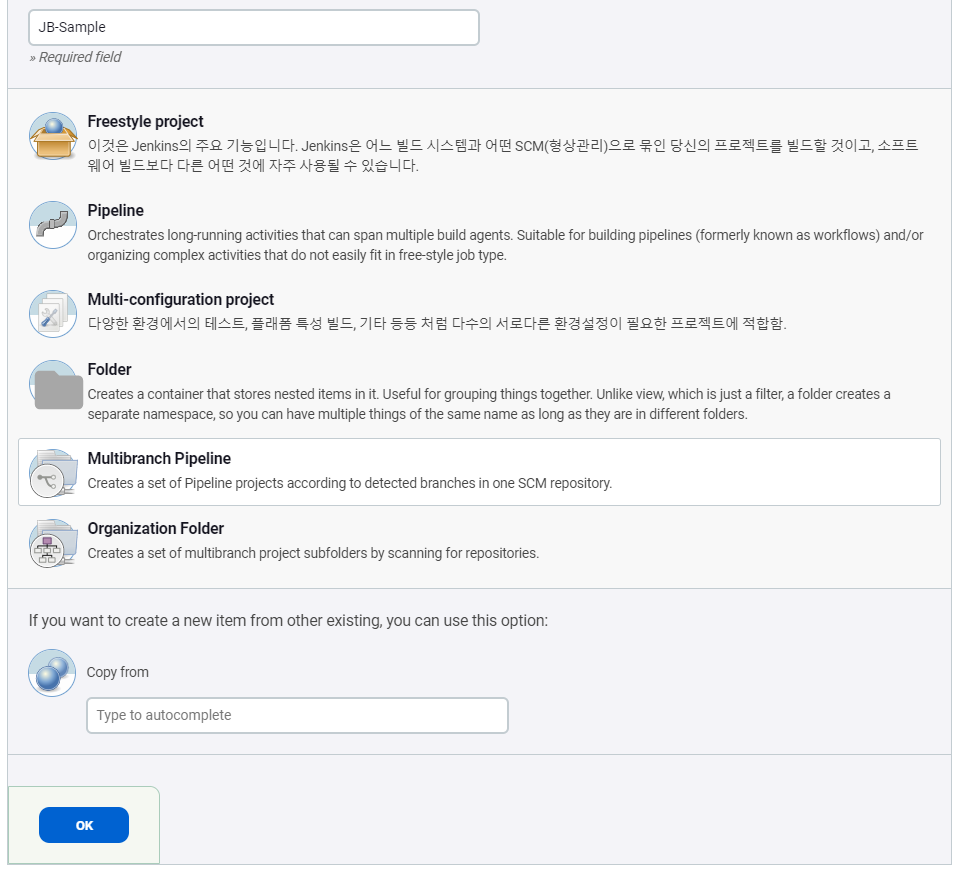 JB-Sample
» Required field
Freestyle project
이것은 Jenkins의 주요 기능입니다. Jenkins은 어느 빌드 시스템과 어떤 SCM(형상관리)으로 묶인 당신의 프로젝트를 빌드할 것이고, 소프트
웨어 빌드보다 다른 어떤 것에 자주 사용될 수 있습니다.
Pipeline
Orchestrates long-running activities that can span multiple build agents. Suitable for building pipelines (formerly known as workflows) and/or
organizing complex activities that do not easily fit in free-style job type.
Multi-configuration project
다양한 환경에서의 테스트, 플래폼 특성 빌드, 기타 등등 처럼 다수의 서로다른 환경설정이 필요한 프로젝트에 적합함.
Folder
Creates a container that stores nested items in it. Useful for grouping things together. Unlike view, which is just a filter, a folder creates a
separate namespace, so you can have multiple things of the same name as long as they are in different folders.
Multibranch Pipeline
Creates a set of Pipeline projects according to detected branches in one SCM repository.
Organization Folder
Creates a set of multibranch project subfolders by scanning for repositories.
If you want to create a new item from other existing, you can use this option:
Copy from
Type to autocomplete
OK